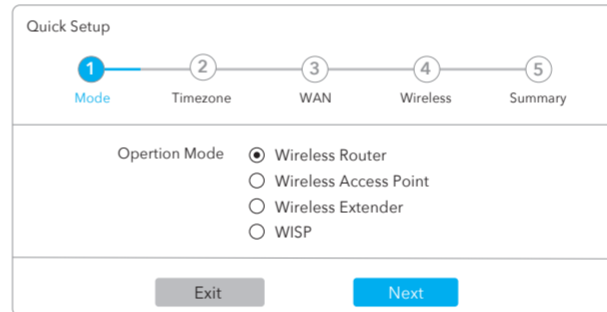 Quick Setup
1 2 3 4 5
Mode Timezone WAN Wireless Summary
Opertion Mode Wireless Router
Wireless Access Point
Wireless Extender
WISP
Exit Next